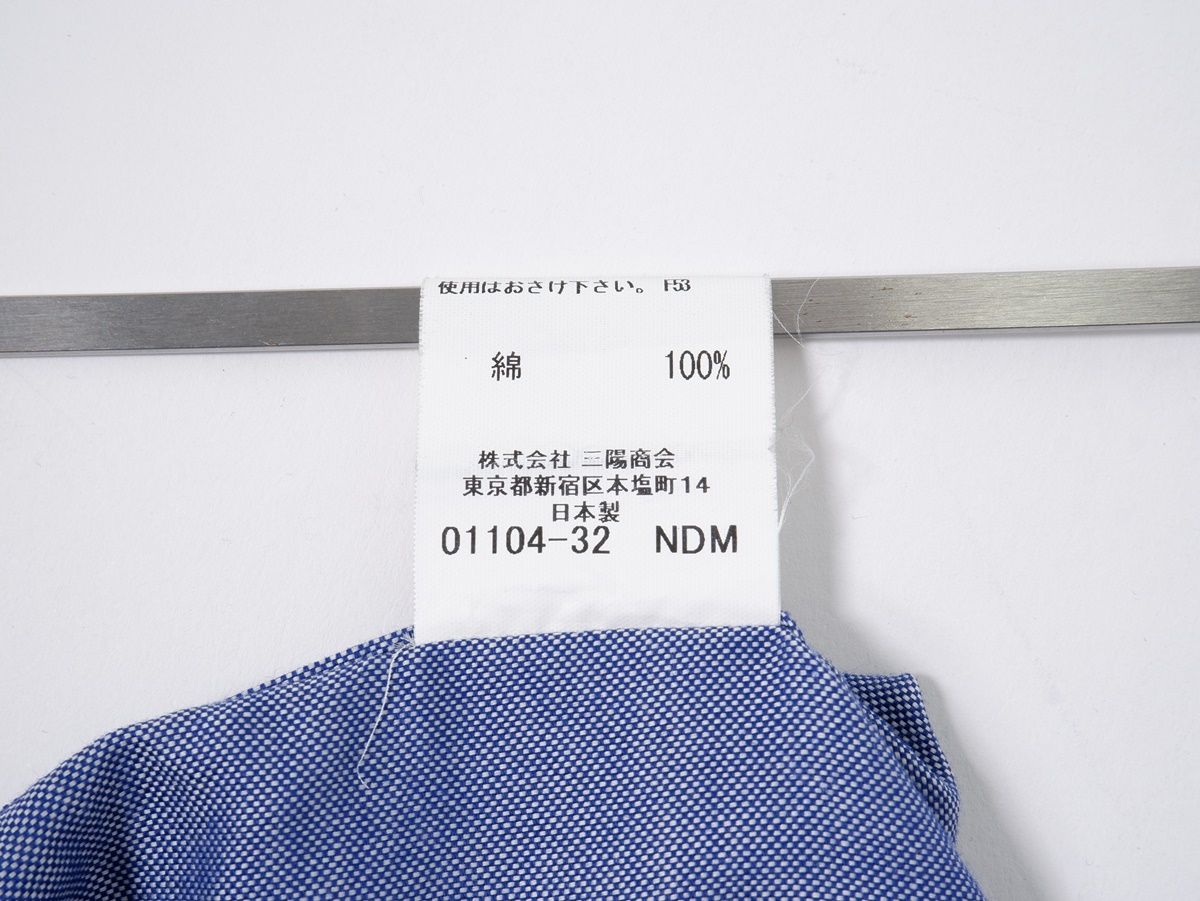 使用はおさけ下さい。 F53
綿 100%
株式会社 三陽商会
東京都新宿区本塩町14
日本製
01104-32 NDM